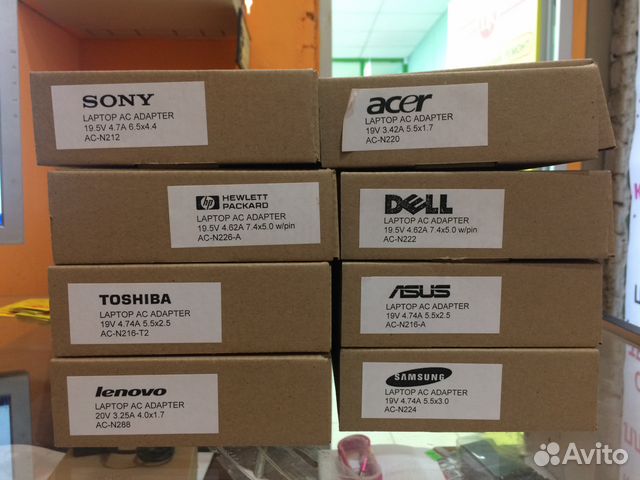 SONY
LAPTOP AC ADAPTER
19.5V 4.7A 6.5x4.4
AC-N212
acer
LAPTOP AC ADAPTER
19V 3.42A 5.5x1.7
AC-N220
hp HEWLETT
PACKARD
LAPTOP AC ADAPTER
19.5V 4.62A 7.4x5.0 w/pin
AC-N226-A
DELL
LAPTOP AC ADAPTER
19.5V 4.62A 7.4x5.0 w/pin
AC-N222
TOSHIBA
LAPTOP AC ADAPTER
19V 4.74A 5.5x2.5
AC-N216-T2
ASUS
LAPTOP AC ADAPTER
19V 4.74A 5.5x2.5
AC-N216-A
lenovo
LAPTOP AC ADAPTER
20V 3.25A 4.0x1.7
AC-N288
SAMSUNG
LAPTOP AC ADAPTER
19V 4.74A 5.5x3.0
AC-N224
Avito